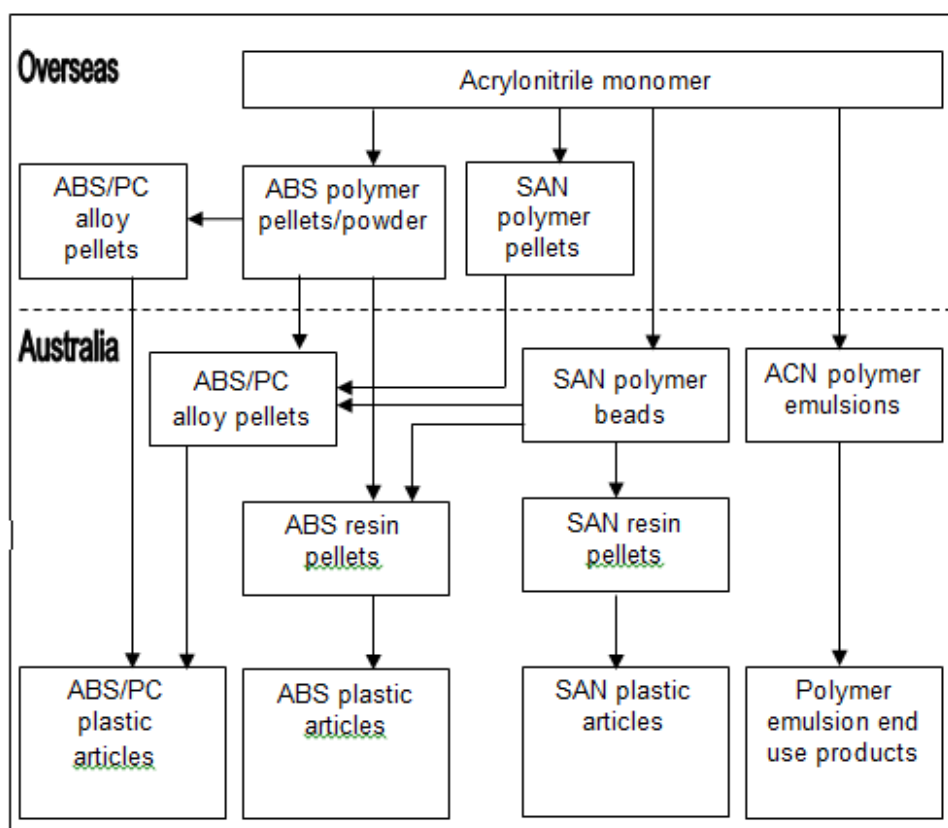 Overseas
Acrylonitrile monomer
ABS/PC
alloy
pellets
ABS polymer
pellets/powder
SAN
polymer
pellets
Australia
ABS/PC
alloy pellets
SAN polymer
beads
ACN polymer
emulsions
ABS resin
pellets
SAN resin
pellets
ABS/PC
plastic
articles
ABS plastic
articles
SAN plastic
articles
Polymer
emulsion end
use products